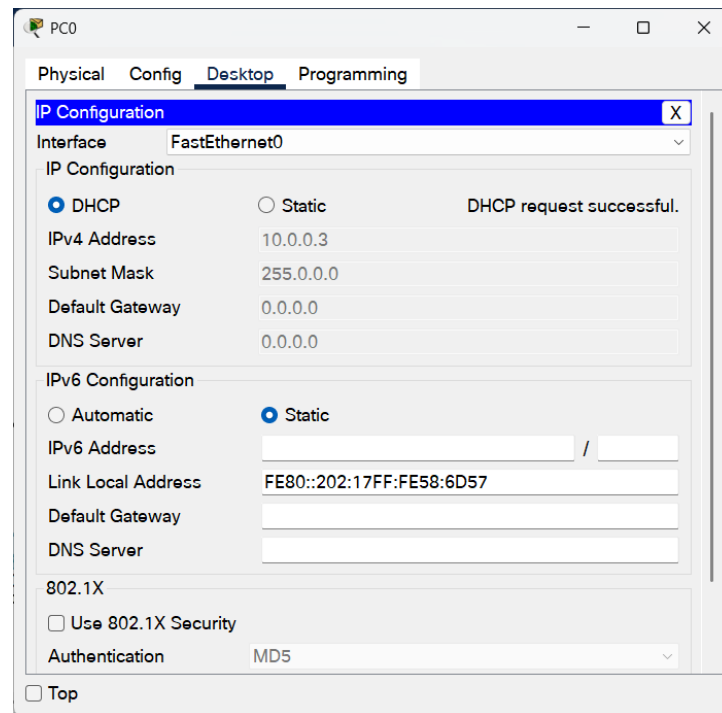 PC0
Physical Config Desktop Programming
IP Configuration X
Interface FastEthernet0
IP Configuration
DHCP Static DHCP request successful.
IPv4 Address 10.0.0.3
Subnet Mask 255.0.0.0
Default Gateway 0.0.0.0
DNS Server 0.0.0.0
IPv6 Configuration
Automatic Static
IPv6 Address /
Link Local Address FE80::202:17FF:FE58:6D57
Default Gateway
DNS Server
802.1X
Use 802.1X Security
Authentication MD5
Top